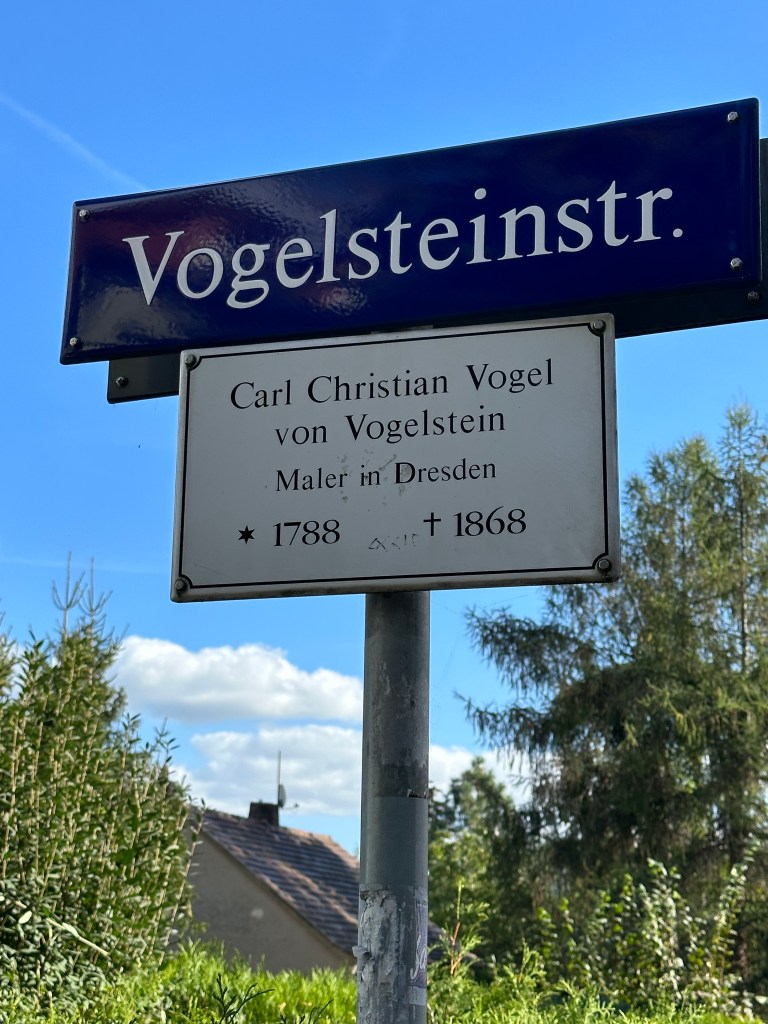 Vogelsteinstr.
Carl Christian Vogel
von Vogelstein
Maler in Dresden
✶ 1788 † 1868